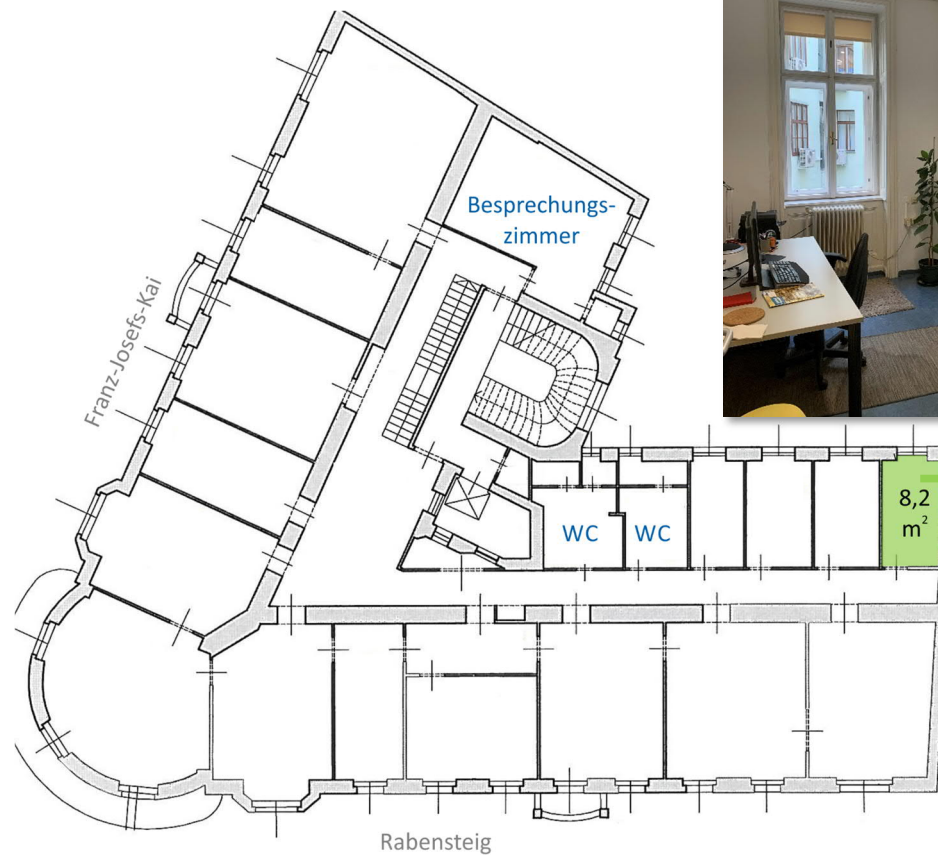 Besprechungs-
zimmer
Franz-Josefs-Kai
8,2
m²
WC
WC
Rabensteig